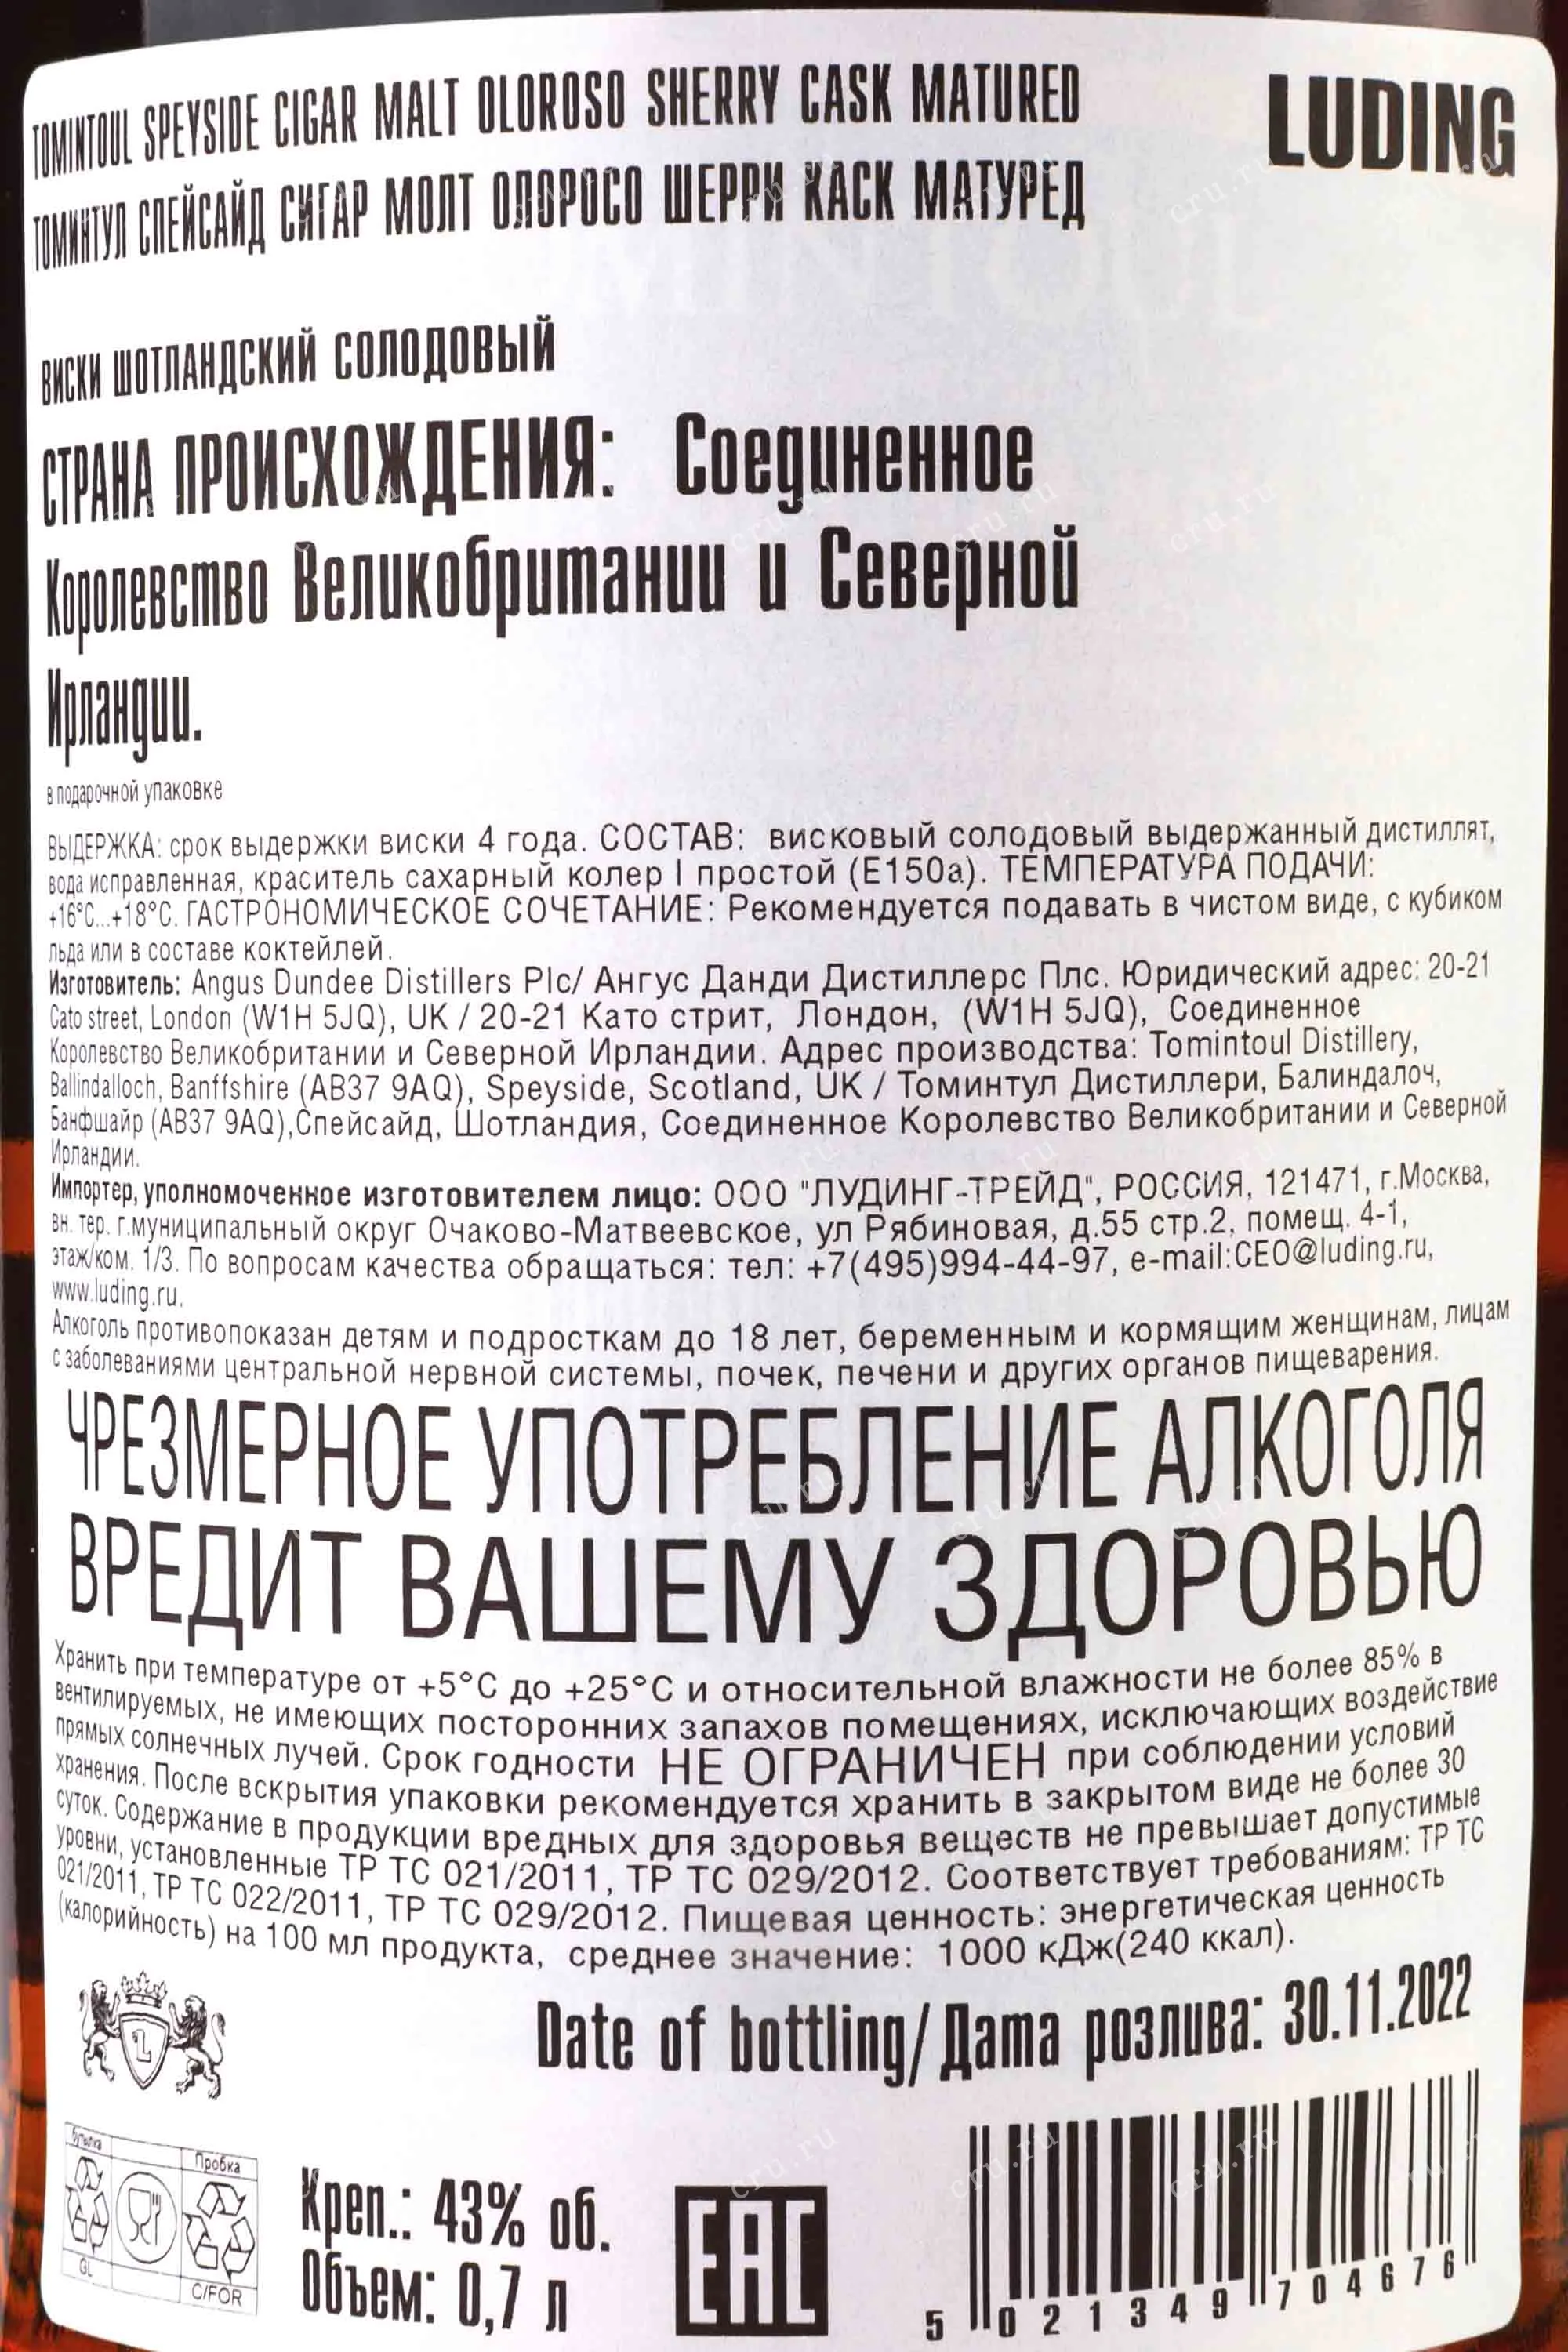 TOMINTOUL SPEYSIDE CIGAR MALT OLOROSO SHERRY CASK MATURED
LUDING
ТОМИНТУЛ СПЕЙСАЙД СИГАР МОЛТ ОЛОРОСО ШЕРРИ КАСК МАТУРЕД
ВИСКИ ШОТЛАНДСКИЙ СОЛОДОВЫЙ
СТРАНА ПРОИСХОЖДЕНИЯ: Соединенное
Королевство Великобритании и Северной
Ирландии.
в подарочной упаковке
ВЫДЕРЖКА: срок выдержки виски 4 года. СОСТАВ: висковый солодовый выдержанный дистиллят,
вода исправленная, краситель сахарный колер I простой (Е150а). ТЕМПЕРАТУРА ПОДАЧИ:
+16°С...+18°С. ГАСТРОНОМИЧЕСКОЕ СОЧЕТАНИЕ: Рекомендуется подавать в чистом виде, с кубиком
льда или в составе коктейлей.
Изготовитель: Angus Dundee Distillers Plc/ Ангус Данди Дистиллерс Плс. Юридический адрес: 20-21
Cato street, London (W1H 5JQ), UK / 20-21 Като стрит, Лондон, (W1H 5JQ), Соединенное
Королевство Великобритании и Северной Ирландии. Адрес производства: Tomintoul Distillery,
Ballindalloch, Banffshire (AB37 9AQ), Speyside, Scotland, UK / Томинтул Дистиллери, Балиндалоч,
Банфшайр (AB37 9AQ),Спейсайд, Шотландия, Соединенное Королевство Великобритании и Северной
Ирландии.
Импортер, уполномоченное изготовителем лицо: ООО "ЛУДИНГ-ТРЕЙД", РОССИЯ, 121471, г.Москва,
вн. тер. г.муниципальный округ Очаково-Матвеевское, ул Рябиновая, д.55 стр.2, помещ. 4-1,
этаж/ком. 1/3. По вопросам качества обращаться: тел: +7(495)994-44-97, e-mail:CEO@luding.ru,
www.luding.ru.
Алкоголь противопоказан детям и подросткам до 18 лет, беременным и кормящим женщинам, лицам
с заболеваниями центральной нервной системы, почек, печени и других органов пищеварения.
ЧРЕЗМЕРНОЕ УПОТРЕБЛЕНИЕ АЛКОГОЛЯ
ВРЕДИТ ВАШЕМУ ЗДОРОВЬЮ
Хранить при температуре от +5°С до +25°С и относительной влажности не более 85% в
вентилируемых, не имеющих посторонних запахов помещениях, исключающих воздействие
прямых солнечных лучей. Срок годности НЕ ОГРАНИЧЕН при соблюдении условий
хранения. После вскрытия упаковки рекомендуется хранить в закрытом виде не более 30
суток. Содержание в продукции вредных для здоровья веществ не превышает допустимые
уровни, установленные ТР ТС 021/2011, ТР ТС 029/2012. Соответствует требованиям: ТР ТС
021/2011, ТР ТС 022/2011, ТР ТС 029/2012. Пищевая ценность: энергетическая ценность
(калорийность) на 100 мл продукта, среднее значение: 1000 кДж(240 ккал).
Date of bottling/Дата розлива: 30.11.2022
L
бутылка
Пробка
GL
C/FOR
Креп.: 43% об.
Объем: 0,7 л
EAC
5 021349 704676
cru.ru